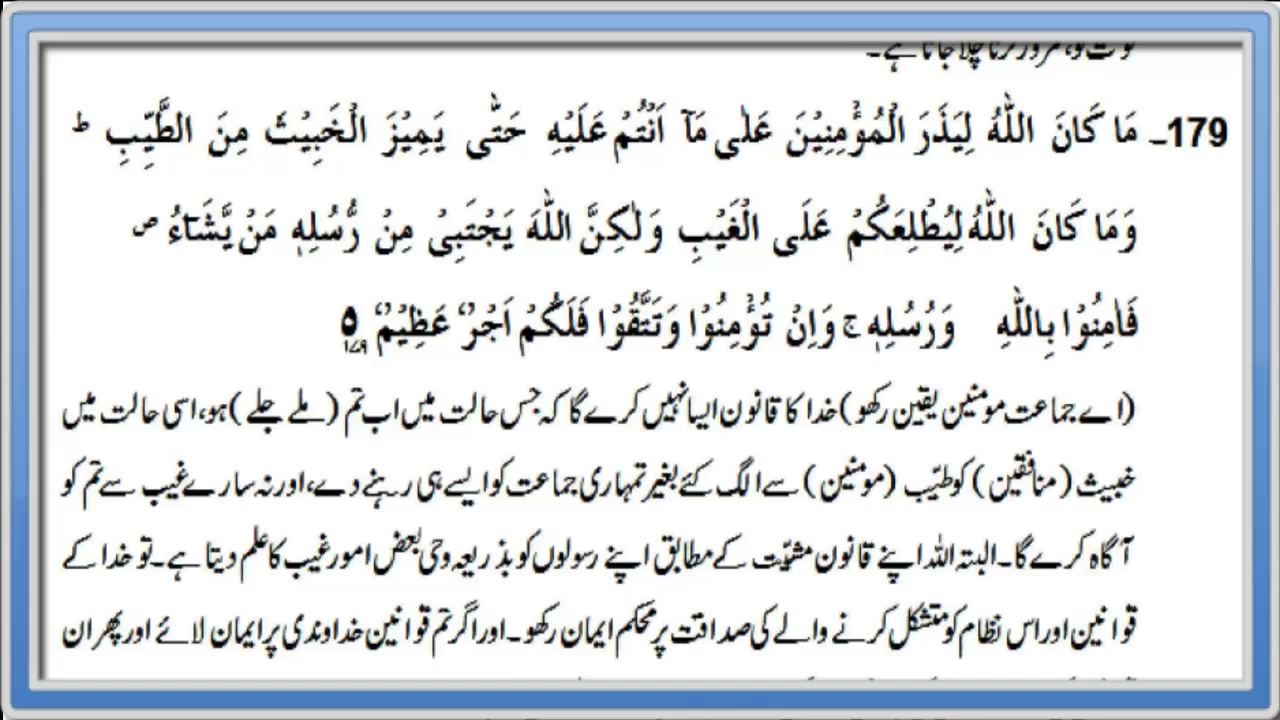 جاتا ہے۔
179۔ مَا كَانَ اللّٰهُ لِيَذَرَ الْمُؤْمِنِيْنَ عَلٰى مَآ اَنْتُمْ عَلَيْهِ حَتّٰى يَمِيْزَ الْخَبِيْثَ مِنَ الطَّيِّبِ ؕ
وَمَا كَانَ اللّٰهُ لِيُطْلِعَكُمْ عَلَى الْغَيْبِ وَلٰكِنَّ اللّٰهَ يَجْتَبِىْ مِنْ رُّسُلِهٖ مَنْ يَّشَآءُ ص
فَاٰمِنُوْا بِاللّٰهِ وَرُسُلِهٖ ج وَاِنْ تُؤْمِنُوْا وَتَتَّقُوْا فَلَكُمْ اَجْرٌ عَظِيْمٌ ۵ ۱۷۹
(اے جماعت مومنین یقین رکھو) خدا کا قانون ایسا نہیں کرے گا کہ جس حالت میں اب تم (ملے جلے) ہو، اسی حالت میں
خبیث (منافقین) کو طیّب (مومنین) سے الگ کئے بغیر تمہاری جماعت کو ایسے ہی رہنے دے، اور نہ سارے غیب سے تم کو
آگاہ کرے گا۔ البتہ اللہ اپنے قانون مشیّت کے مطابق اپنے رسولوں کو بذریعہ وحی بعض امور غیب کا علم دیتا ہے۔ تو خدا کے
قوانین اور اس نظام کو متشکل کرنے والے کی صداقت پر محکم ایمان رکھو۔ اور اگر تم قوانین خداوندی پر ایمان لائے اور پھر ان